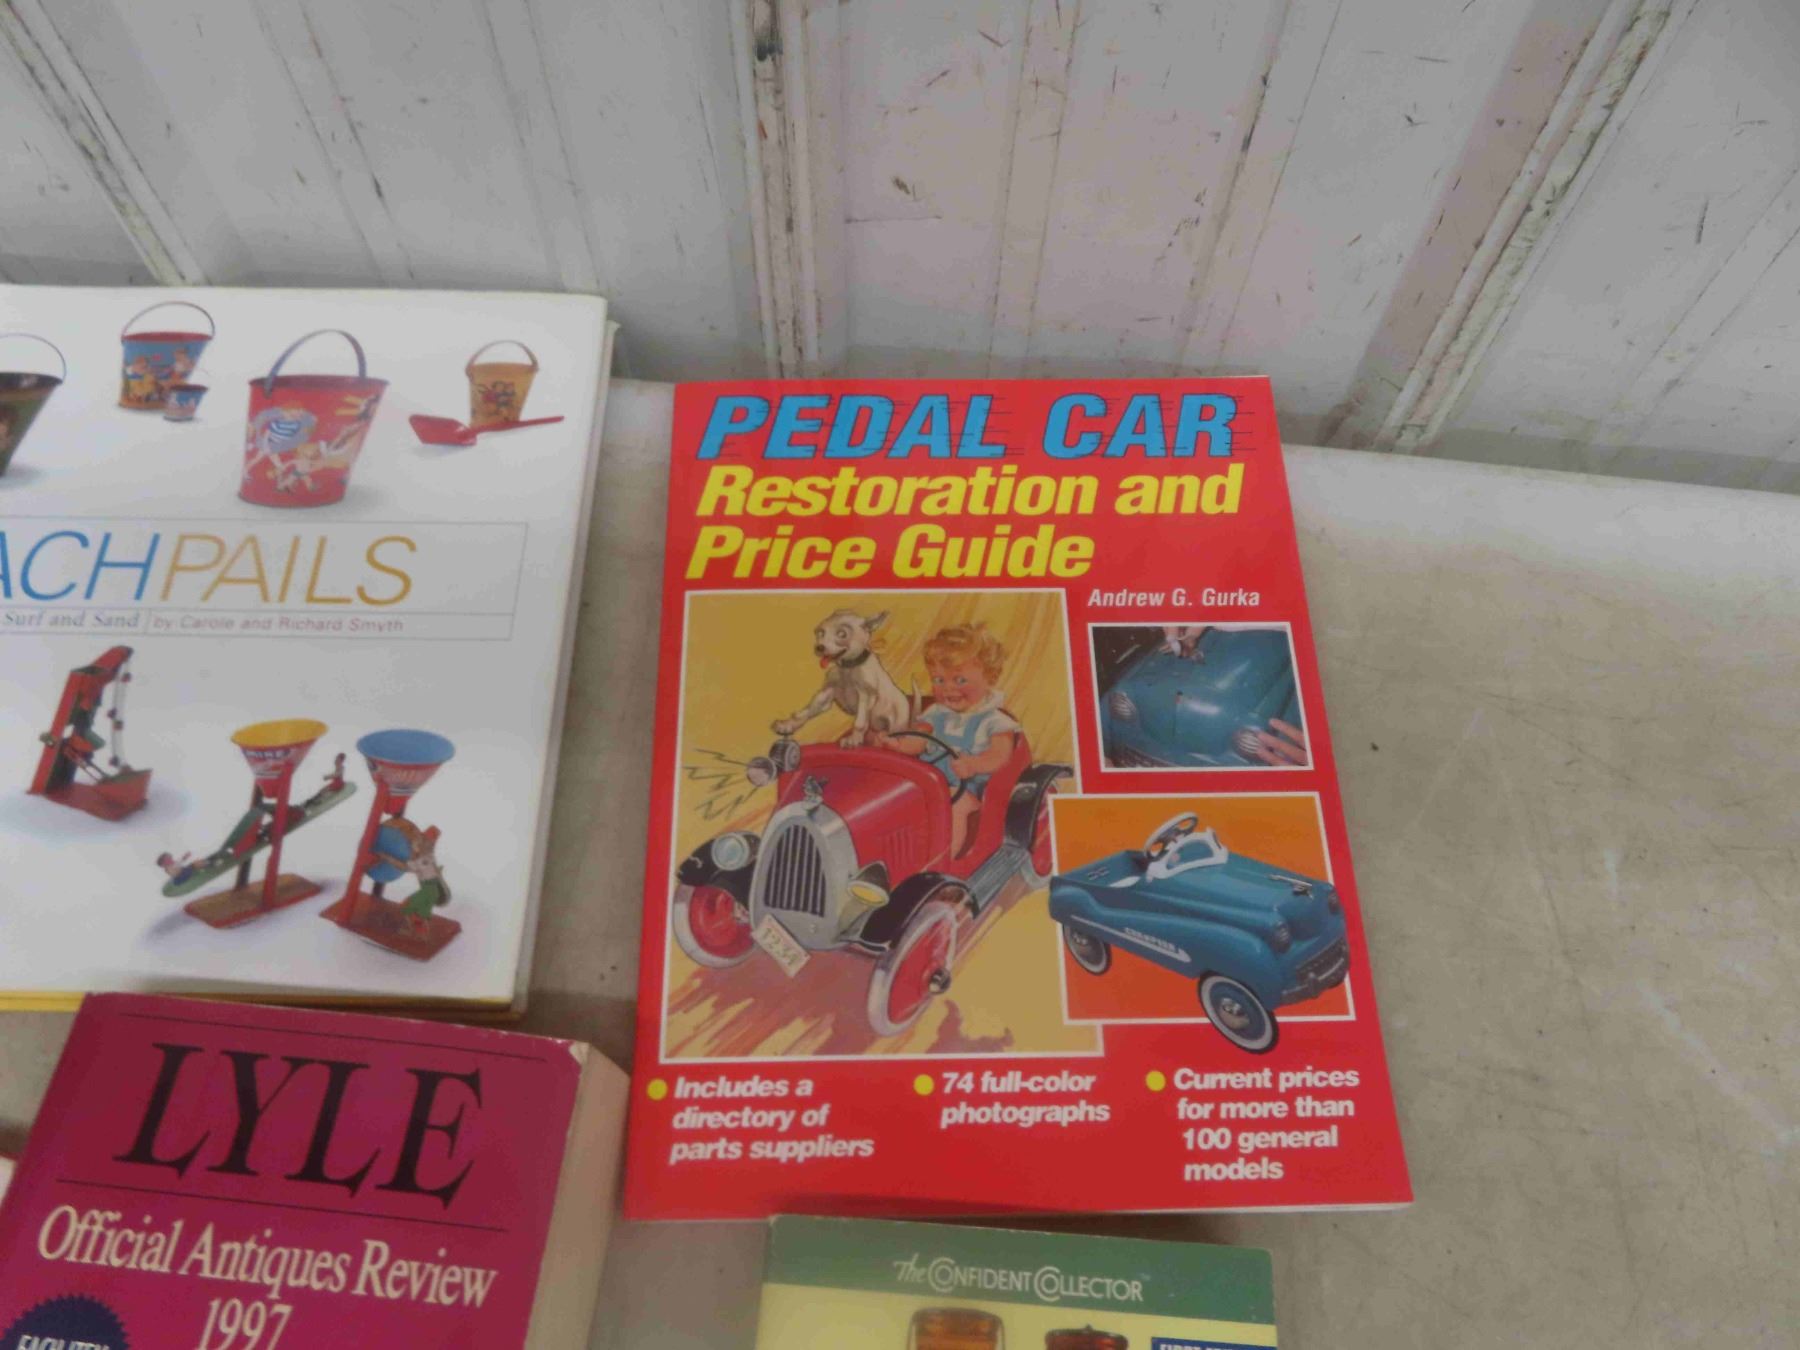 ACHPAILS
Surf and Sand by Carole and Richard Smyth
PEDAL CAR
Restoration and
Price Guide
Andrew G. Gurka
CHAMPION
Includes a
directory of
parts suppliers
74 full-color
photographs
Current prices
for more than
100 general
models
LYLE
Official Antiques Review
1997
The CONFIDENT COLLECTOR